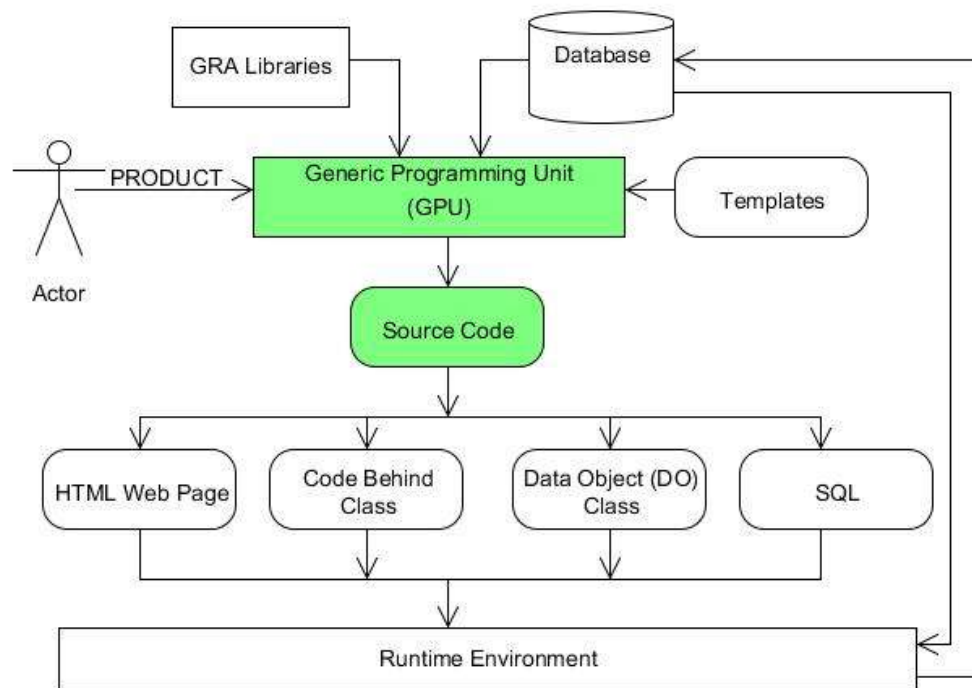 GRA Libraries
Database
PRODUCT
Generic Programming Unit
(GPU)
Templates
Actor
Source Code
HTML Web Page
Code Behind
Class
Data Object (DO)
Class
SQL
Runtime Environment